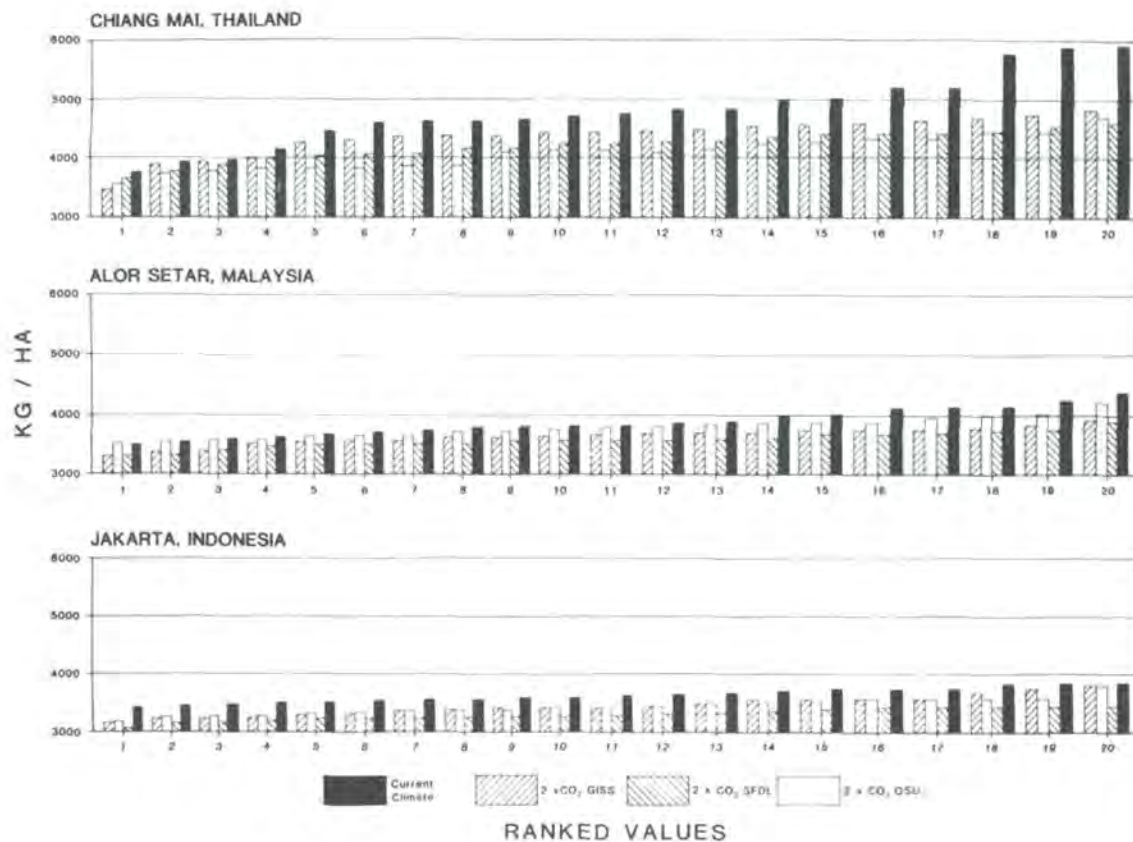 CHIANG MAI, THAILAND
6000
5000
4000
3000
1 2 3 4 5 6 7 8 9 10 11 12 13 14 15 16 17 18 19 20
ALOR SETAR, MALAYSIA
6000
5000
4000
3000
1 2 3 4 5 6 7 8 9 10 11 12 13 14 15 16 17 18 19 20
KG / HA
JAKARTA, INDONESIA
6000
5000
4000
3000
1 2 3 4 5 6 7 8 9 10 11 12 13 14 15 16 17 18 19 20
Current Climate
2 × CO₂ GISS
2 × CO₂ SFDL
2 × CO₂ OSU
RANKED VALUES